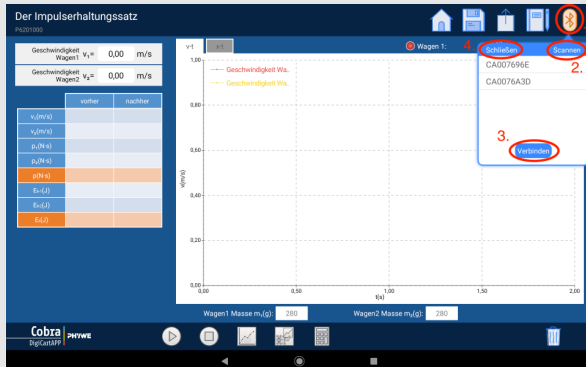 Der Impulserhaltungssatz
P6201000
Geschwindigkeit Wagen1 v₁= 0,00 m/s
Geschwindigkeit Wagen2 v₂= 0,00 m/s
vorher nachher
v₁(m/s)
v₂(m/s)
p₁(N·s)
p₂(N·s)
p(N·s)
Eₖ₁(J)
Eₖ₂(J)
v-t
Wagen 1:
1,00
Geschwindigkeit Wa..
Geschwindigkeit Wa..
0,80
0,60
0,40
0,20
0,00
v(m/s)
0,00 0,50 1,00 1,50 2,00
t(s)
Wagen1 Masse m₁(g): 280 Wagen2 Masse m₂(g): 280
4.
Schließen Scannen
2.
CA007696E
CA0076A3D
3.
Verbinden
Cobra PHYWE
DigiCartAPP